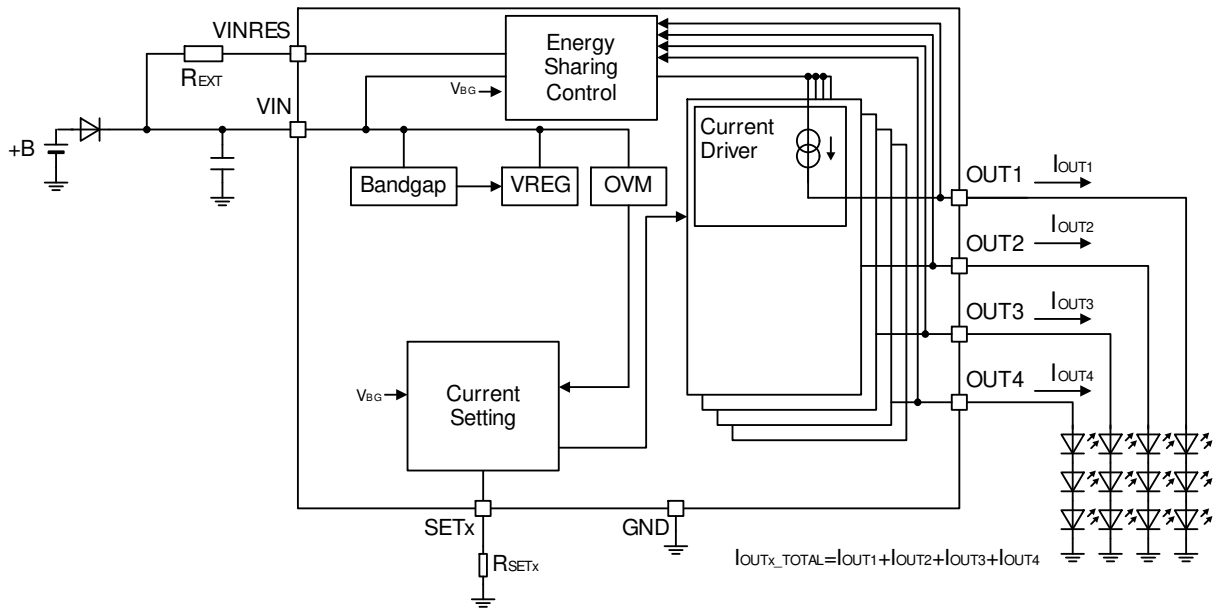 VINRES
REXT
VIN
+B
Energy
Sharing
Control
VBG
Bandgap
VREG
OVM
Current
Driver
OUT1
IOUT1
OUT2
IOUT2
OUT3
IOUT3
OUT4
IOUT4
VBG
Current
Setting
SETx
RSETx
GND
IOUTx_TOTAL=IOUT1+IOUT2+IOUT3+IOUT4